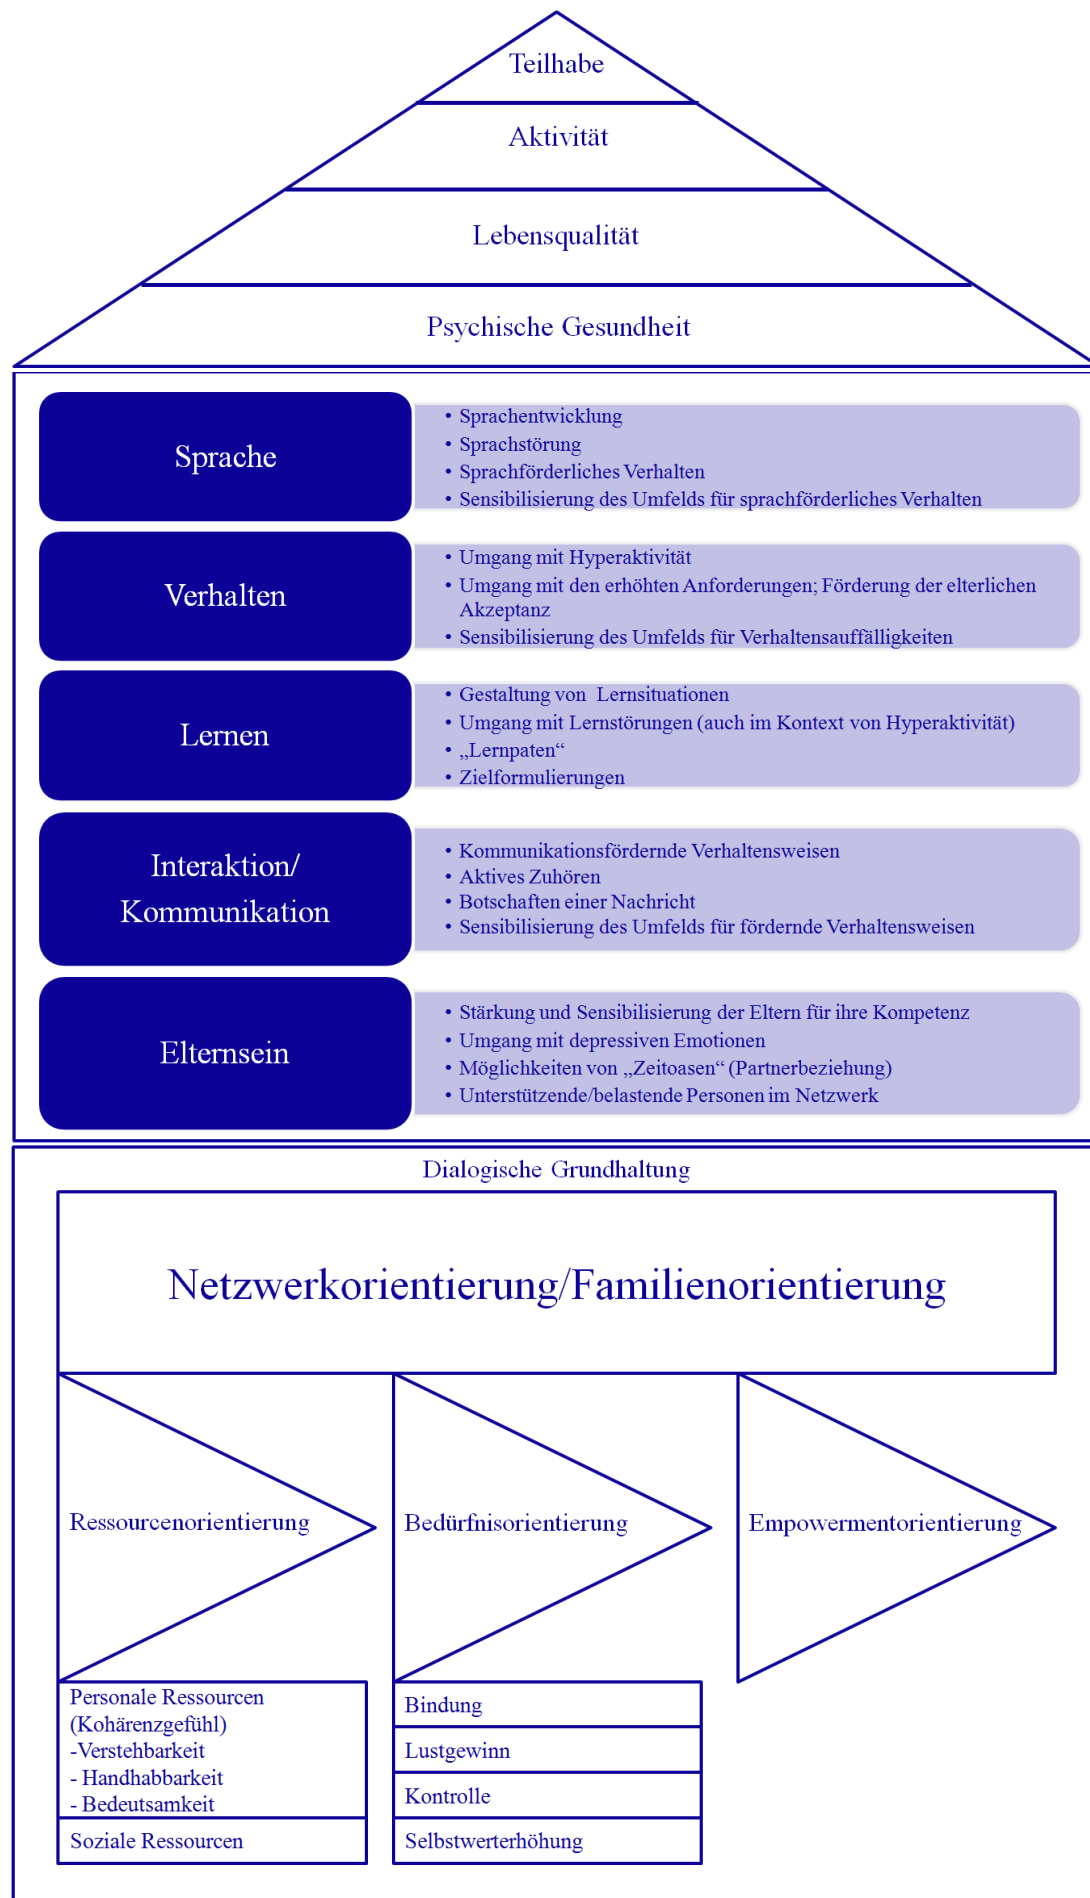 Teilhabe
Aktivität
Lebensqualität
Psychische Gesundheit
Sprache
• Sprachentwicklung
• Sprachstörung
• Sprachförderliches Verhalten
• Sensibilisierung des Umfelds für sprachförderliches Verhalten
Verhalten
• Umgang mit Hyperaktivität
• Umgang mit den erhöhten Anforderungen; Förderung der elterlichen
Akzeptanz
• Sensibilisierung des Umfelds für Verhaltensauffälligkeiten
Lernen
• Gestaltung von Lernsituationen
• Umgang mit Lernstörungen (auch im Kontext von Hyperaktivität)
• „Lernpaten“
• Zielformulierungen
Interaktion/
Kommunikation
• Kommunikationsfördernde Verhaltensweisen
• Aktives Zuhören
• Botschaften einer Nachricht
• Sensibilisierung des Umfelds für fördernde Verhaltensweisen
Elternsein
• Stärkung und Sensibilisierung der Eltern für ihre Kompetenz
• Umgang mit depressiven Emotionen
• Möglichkeiten von „Zeitoasen“ (Partnerbeziehung)
• Unterstützende/belastende Personen im Netzwerk
Dialogische Grundhaltung
Netzwerkorientierung/Familienorientierung
Ressourcenorientierung
Bedürfnisorientierung
Empowermentorientierung
Personale Ressourcen
(Kohärenzgefühl)
-Verstehbarkeit
- Handhabbarkeit
- Bedeutsamkeit
Soziale Ressourcen
Bindung
Lustgewinn
Kontrolle
Selbstwerterhöhung